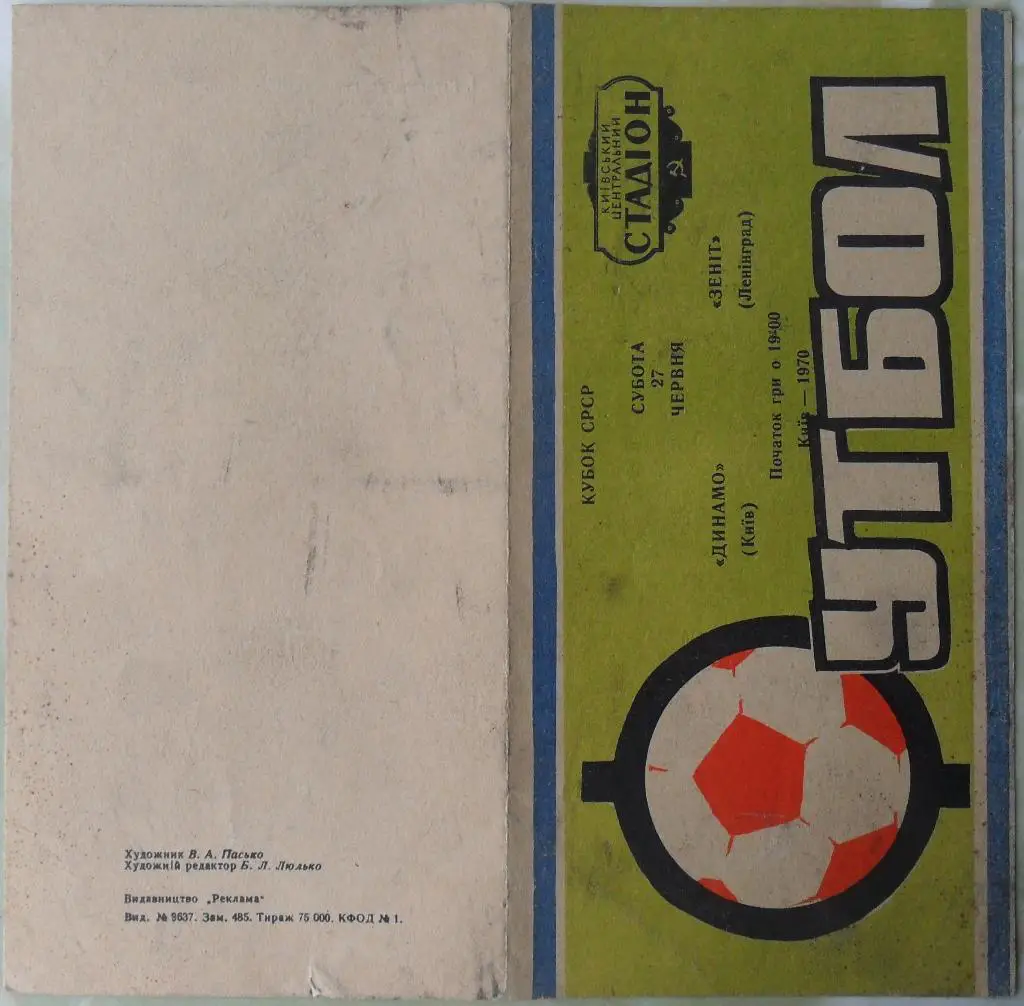 КИЇВСЬКИЙ
ЦЕНТРАЛЬНИЙ
СТАДІОН
КУБОК СРСР
СУБОТА
27
ЧЕРВНЯ
«ДИНАМО» «ЗЕНІТ»
(Київ) (Ленінград)
Початок гри о 19-00
Київ — 1970
ФУТБОЛ
Художник В. А. Пасько
Художній редактор Б. Л. Люлько
Видавництво „Реклама“
Вид. № 9637. Зам. 485. Тираж 75 000. КФОД № 1.